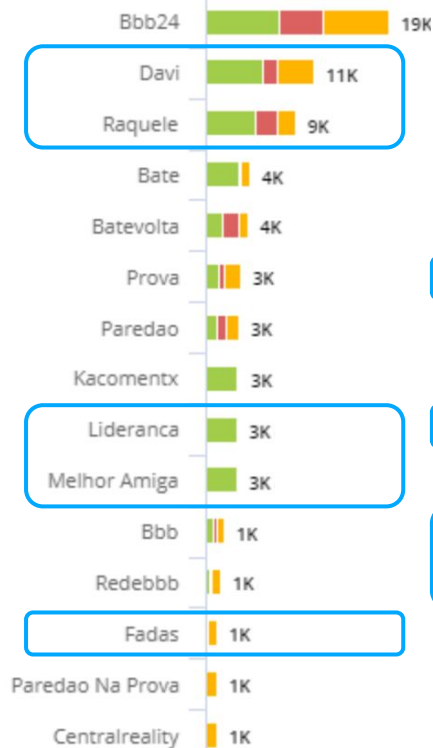 Bbb24 19K
Davi 11K
Raquele 9K
Bate 4K
Batevolta 4K
Prova 3K
Paredao 3K
Kacomentx 3K
Lideranca 3K
Melhor Amiga 3K
Bbb 1K
Redebbb 1K
Fadas 1K
Paredao Na Prova 1K
Centralreality 1K